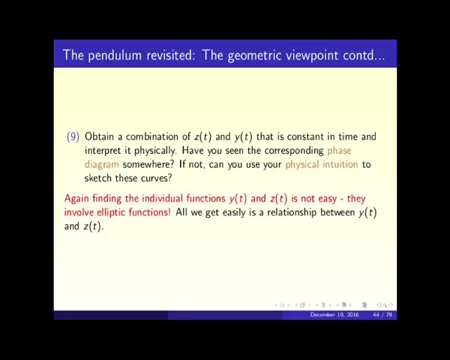 The pendulum revisited: The geometric viewpoint contd...
(9) Obtain a combination of z(t) and y(t) that is constant in time and
interpret it physically. Have you seen the corresponding phase
diagram somewhere? If not, can you use your physical intuition to
sketch these curves?
Again finding the individual functions y(t) and z(t) is not easy - they
involve elliptic functions! All we get easily is a relationship between y(t)
and z(t).
December 19, 2016 44 / 79